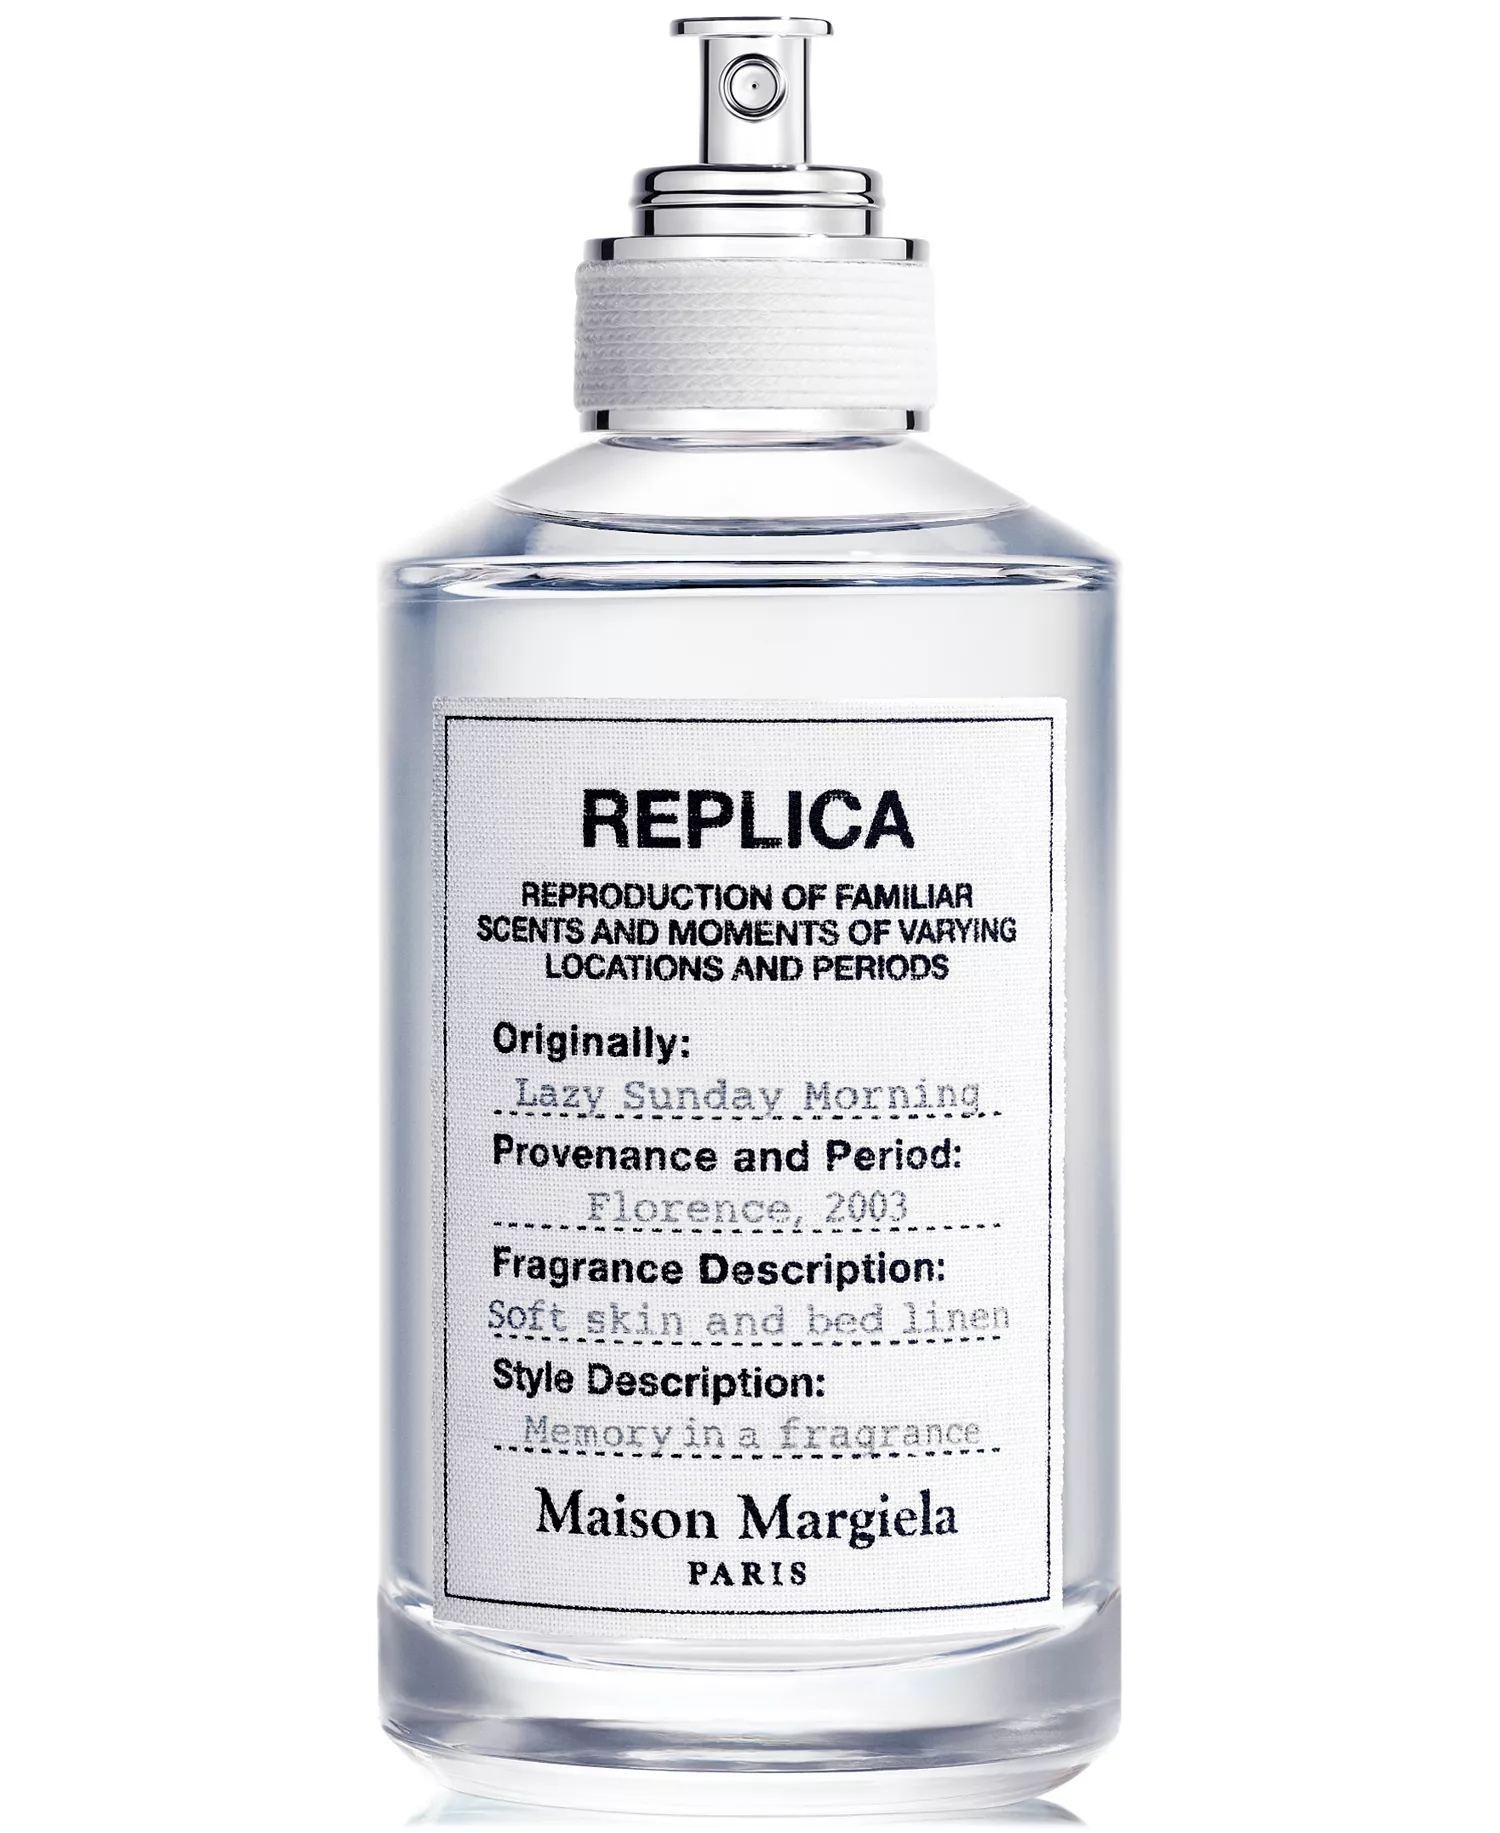 REPLICA
REPRODUCTION OF FAMILIAR
SCENTS AND MOMENTS OF VARYING
LOCATIONS AND PERIODS
Originally:
Lazy Sunday Morning
Provenance and Period:
Florence, 2003
Fragrance Description:
Soft skin and bed linen
Style Description:
Memory in a fragrance
Maison Margiela
PARIS